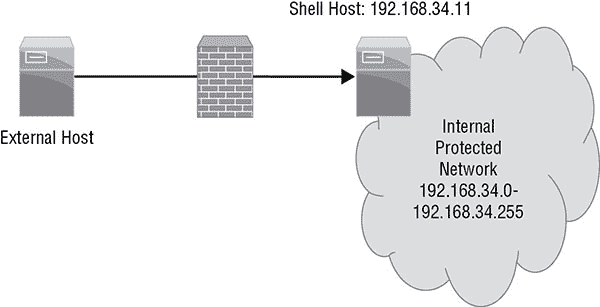 Shell Host: 192.168.34.11
External Host
Internal
Protected
Network
192.168.34.0-
192.168.34.255